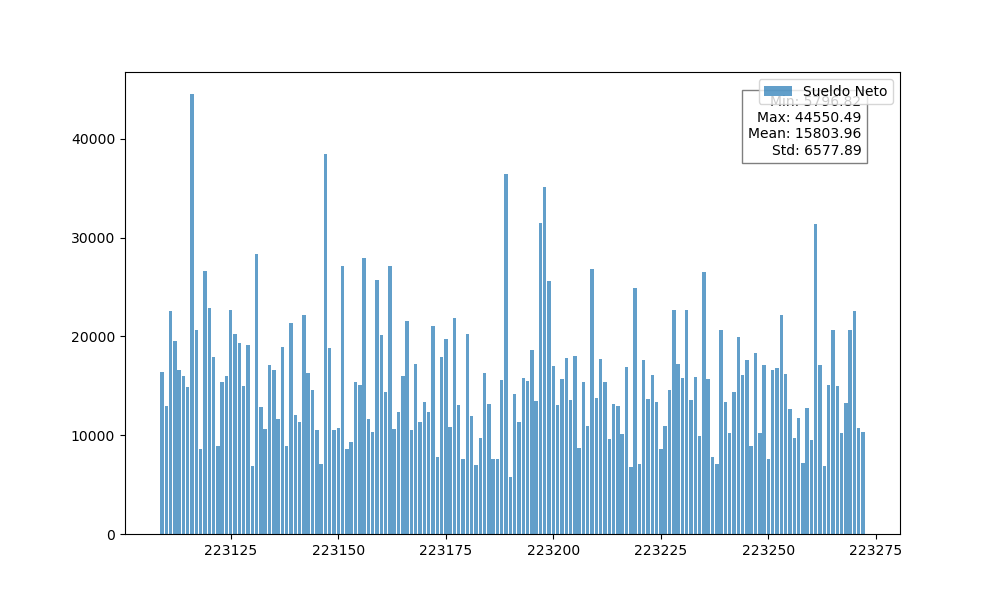 Sueldo Neto
Min: 5796.82
Max: 44550.49
Mean: 15803.96
Std: 6577.89
40000
30000
20000
10000
0
223125 223150 223175 223200 223225 223250 223275